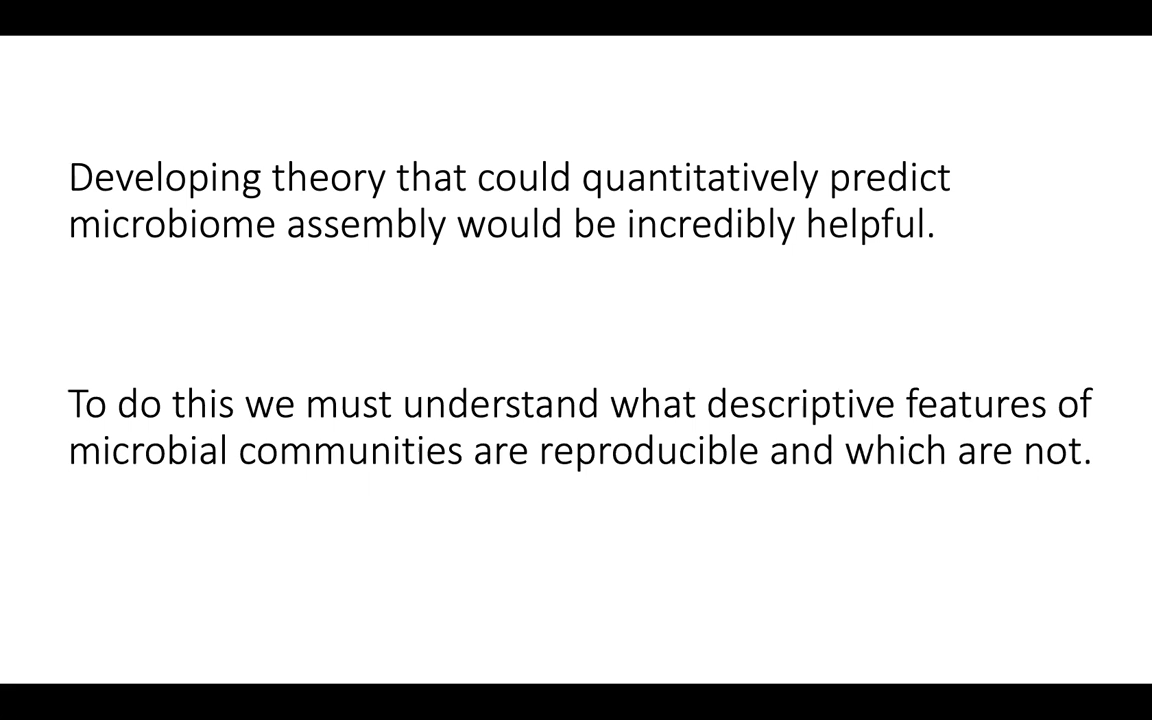 Developing theory that could quantitatively predict
microbiome assembly would be incredibly helpful.
To do this we must understand what descriptive features of
microbial communities are reproducible and which are not.